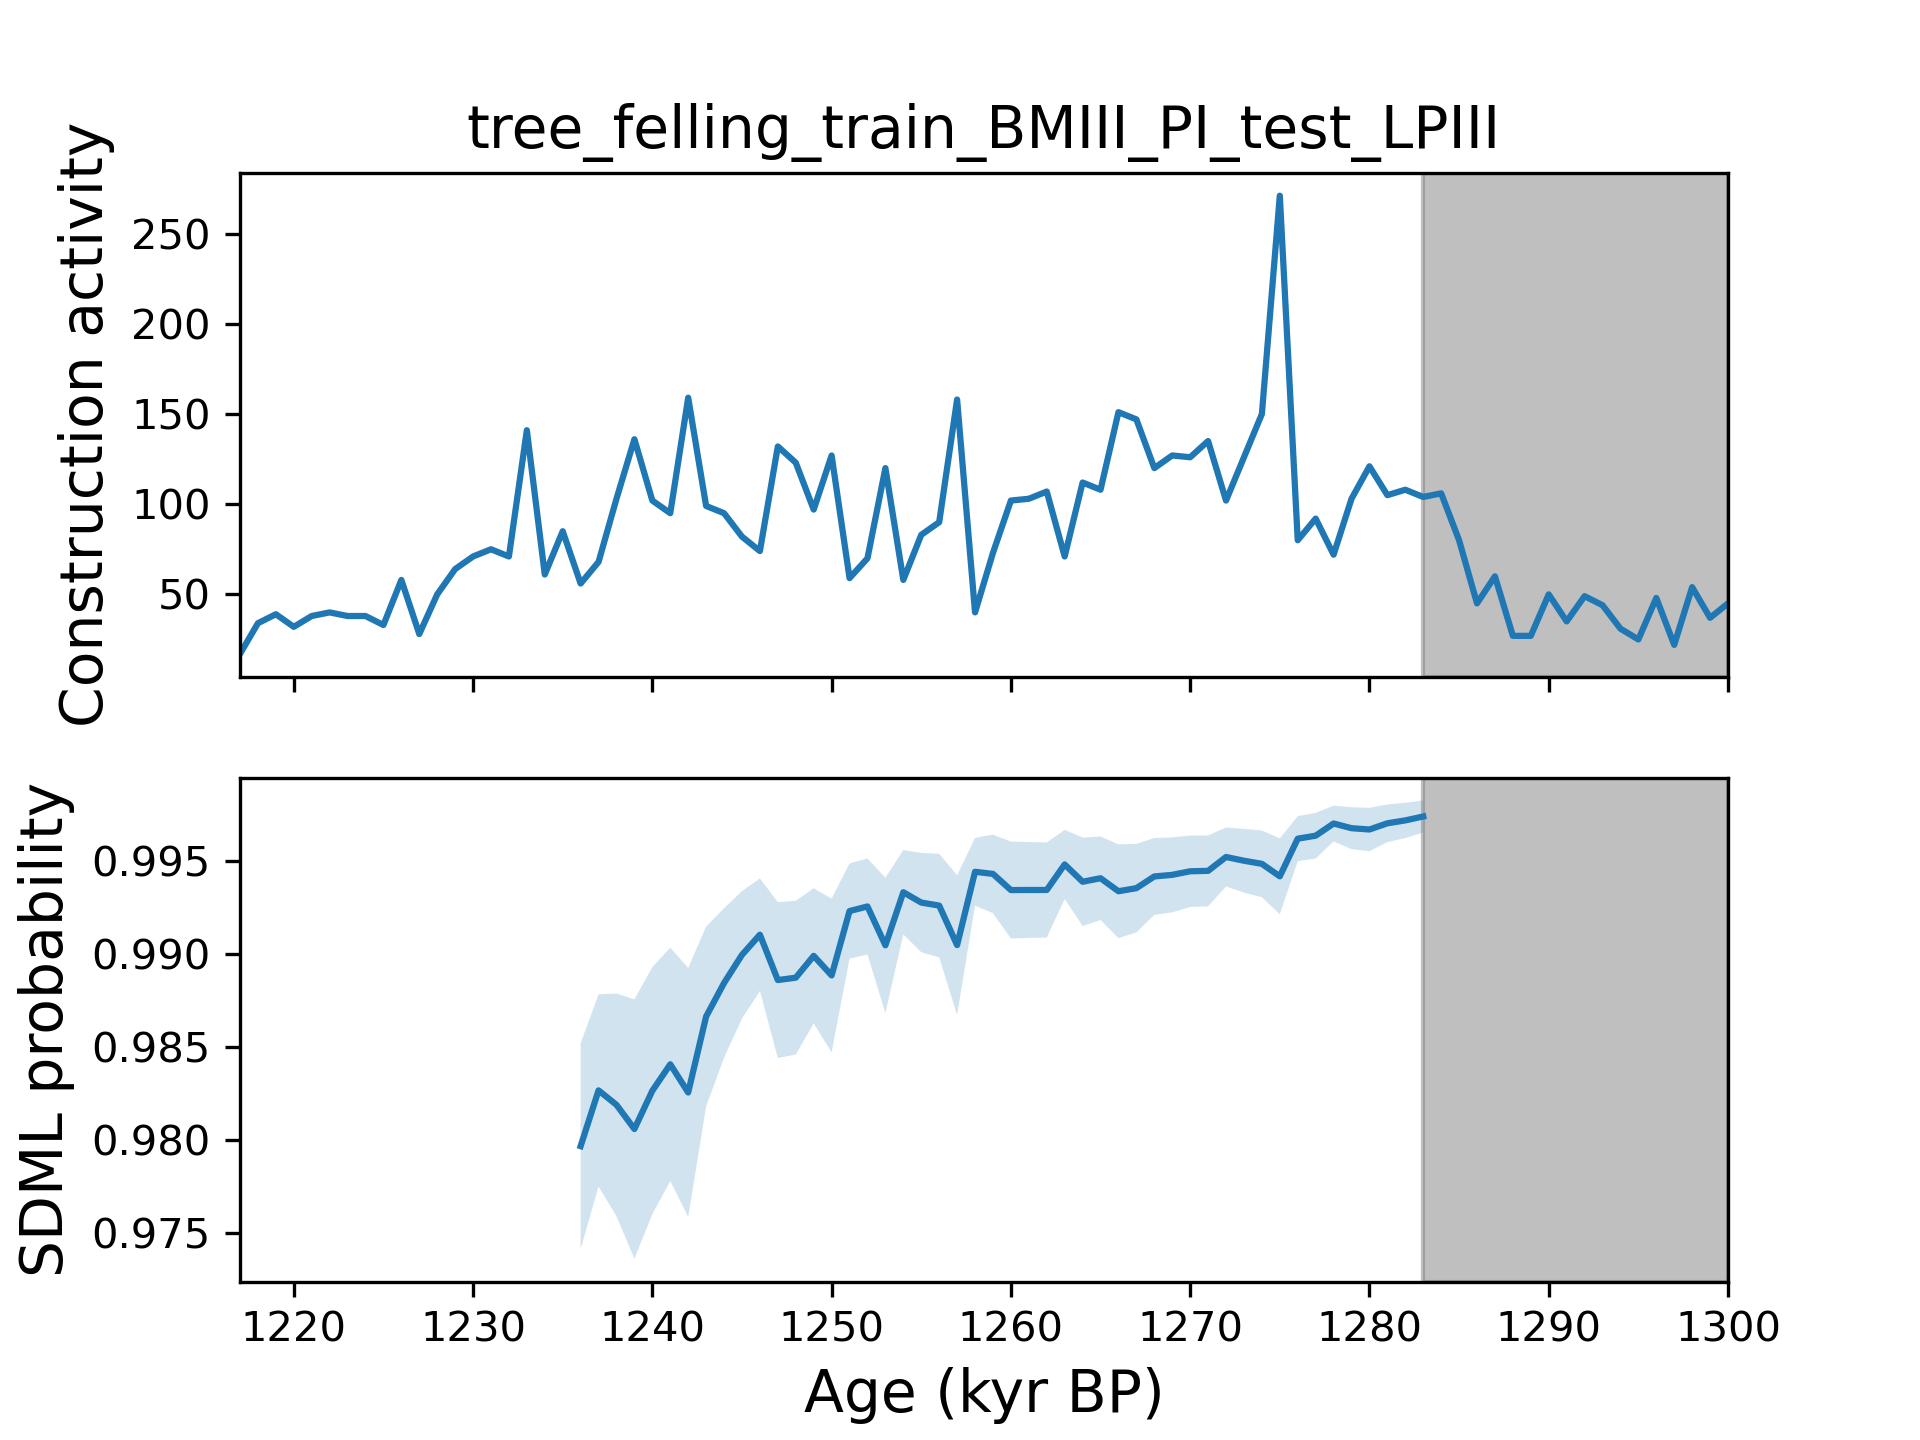 tree_felling_train_BMIII_PI_test_LPIII
Construction activity
250
200
150
100
50
SDML probability
0.995
0.990
0.985
0.980
0.975
1220 1230 1240 1250 1260 1270 1280 1290 1300
Age (kyr BP)